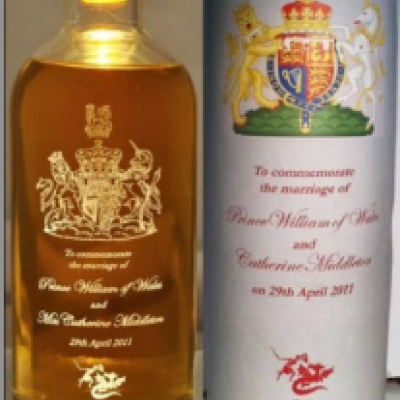 To commemorate
the marriage of
Prince William of Wales
and
Miss Catherine Middleton
29th April 2011
To commemorate
the marriage of
Prince William of Wales
and
Catherine Middleton
on 29th April 2011